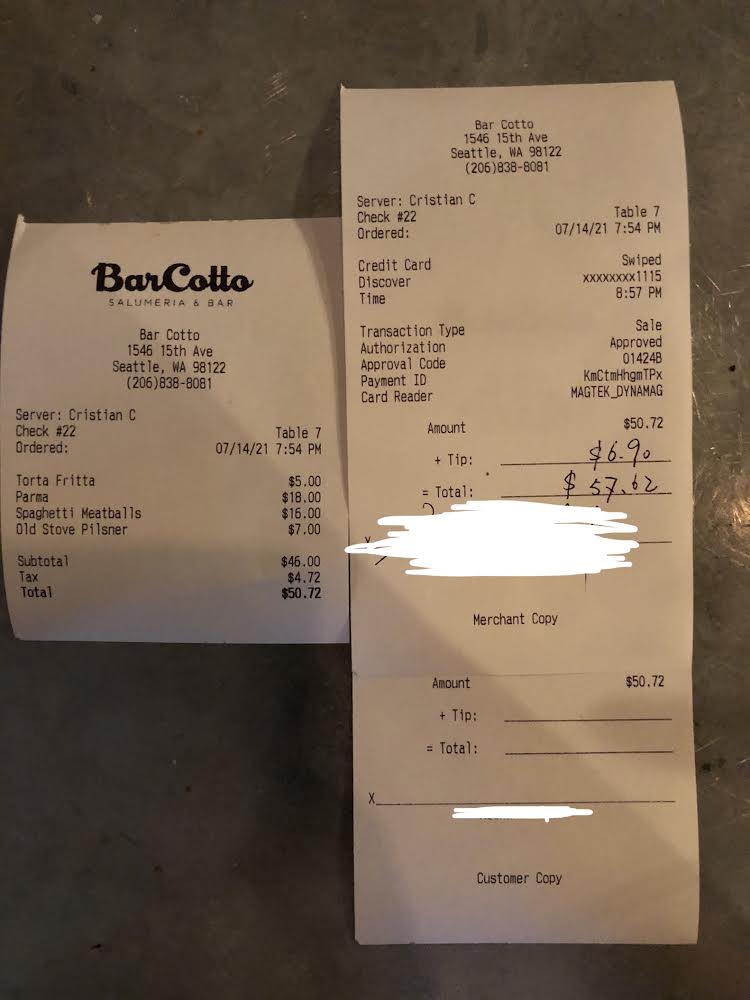 BarCotto
SALUMERIA & BAR
Bar Cotto
1546 15th Ave
Seattle, WA 98122
(206)838-8081
Server: Cristian C
Check #22 Table 7
Ordered: 07/14/21 7:54 PM
Torta Fritta $5.00
Parma $18.00
Spaghetti Meatballs $16.00
Old Stove Pilsner $7.00
Subtotal $46.00
Tax $4.72
Total $50.72
Bar Cotto
1546 15th Ave
Seattle, WA 98122
(206)838-8081
Server: Cristian C
Check #22 Table 7
Ordered: 07/14/21 7:54 PM
Credit Card Swiped
Discover xxxxxxxx1115
Time 8:57 PM
Transaction Type Sale
Authorization Approved
Approval Code 01424B
Payment ID KmCtmHhgmTPx
Card Reader MAGTEK_DYNAMAG
Amount $50.72
+ Tip: $6.90
= Total: $57.62
X
Merchant Copy
Amount $50.72
+ Tip:
= Total:
X
Customer Copy